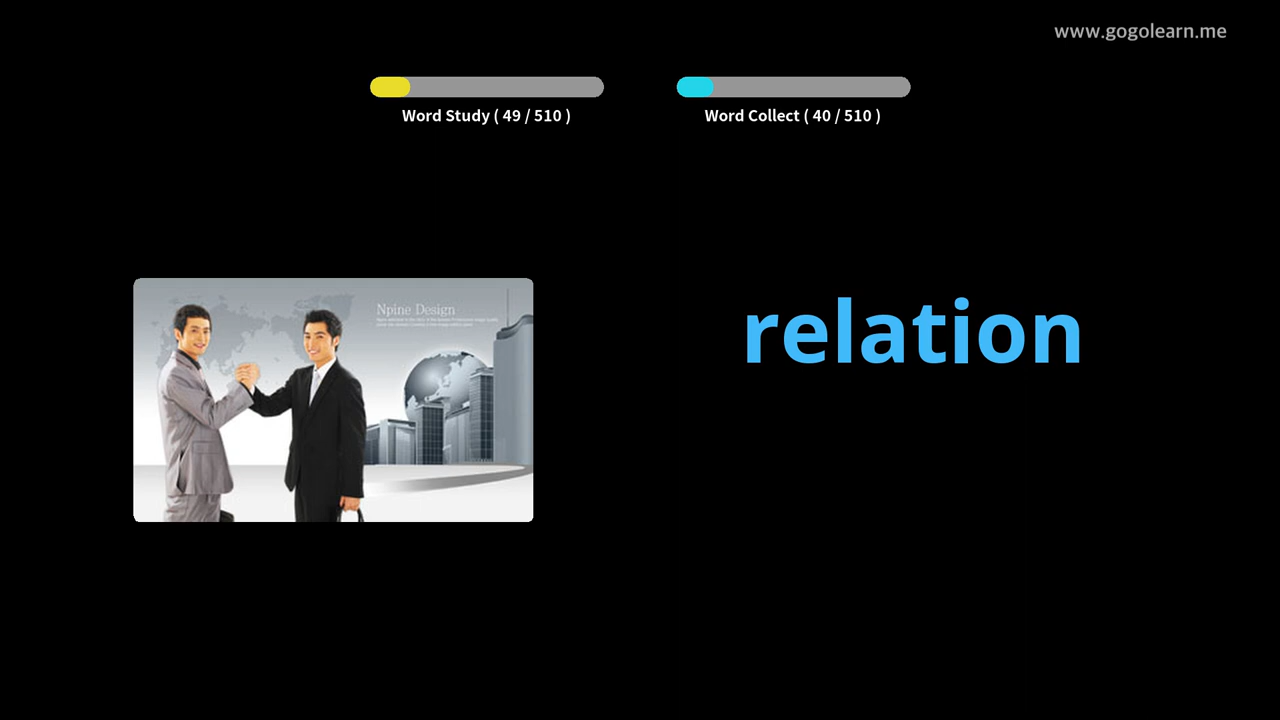 www.gogolearn.me
Word Study ( 49 / 510 )
Word Collect ( 40 / 510 )
Npine Design
relation